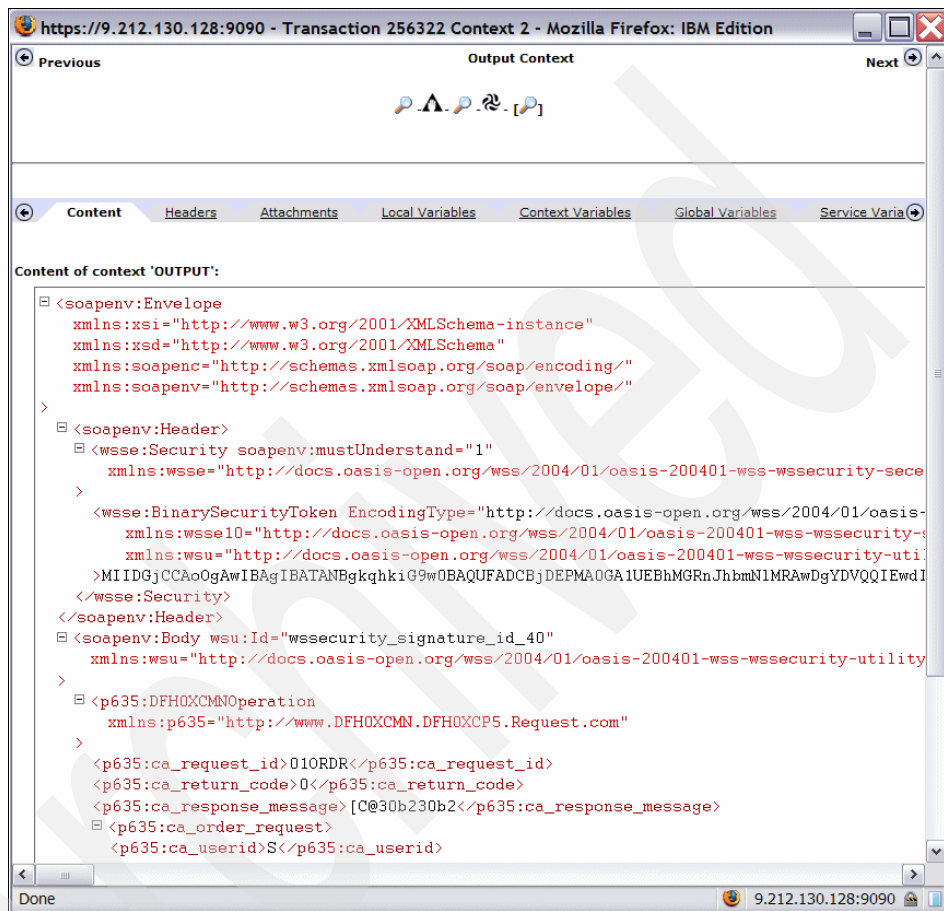 https://9.212.130.128:9090 - Transaction 256322 Context 2 - Mozilla Firefox: IBM Edition
Previous Output Context Next
Content Headers Attachments Local Variables Context Variables Global Variables Service Varia
Content of context 'OUTPUT':
<soapenv:Envelope
xmlns:xsi="http://www.w3.org/2001/XMLSchema-instance"
xmlns:xsd="http://www.w3.org/2001/XMLSchema"
xmlns:soapenc="http://schemas.xmlsoap.org/soap/encoding/"
xmlns:soapenv="http://schemas.xmlsoap.org/soap/envelope/"
>
<soapenv:Header>
<wsse:Security soapenv:mustUnderstand="1"
xmlns:wsse="http://docs.oasis-open.org/wss/2004/01/oasis-200401-wss-wssecurity-sece
>
<wsse:BinarySecurityToken EncodingType="http://docs.oasis-open.org/wss/2004/01/oasis-
xmlns:wsse10="http://docs.oasis-open.org/wss/2004/01/oasis-200401-wss-wssecurity-s
xmlns:wsu="http://docs.oasis-open.org/wss/2004/01/oasis-200401-wss-wssecurity-util
>MIIDGjCCAoOgAwIBAgIBATANBgkqhkiG9w0BAQUFADCBjDEPMA0GA1UEBhMGRnJhbmNlMRAwDgYDVQQIEwdI
</wsse:Security>
</soapenv:Header>
<soapenv:Body wsu:Id="wssecurity_signature_id_40"
xmlns:wsu="http://docs.oasis-open.org/wss/2004/01/oasis-200401-wss-wssecurity-utility
>
<p635:DFH0XCMNOperation
xmlns:p635="http://www.DFH0XCMN.DFH0XCP5.Request.com"
>
<p635:ca_request_id>01ORDR</p635:ca_request_id>
<p635:ca_return_code>0</p635:ca_return_code>
<p635:ca_response_message>[C@30b230b2</p635:ca_response_message>
<p635:ca_order_request>
<p635:ca_userid>S</p635:ca_userid>
Done 9.212.130.128:9090
rchived